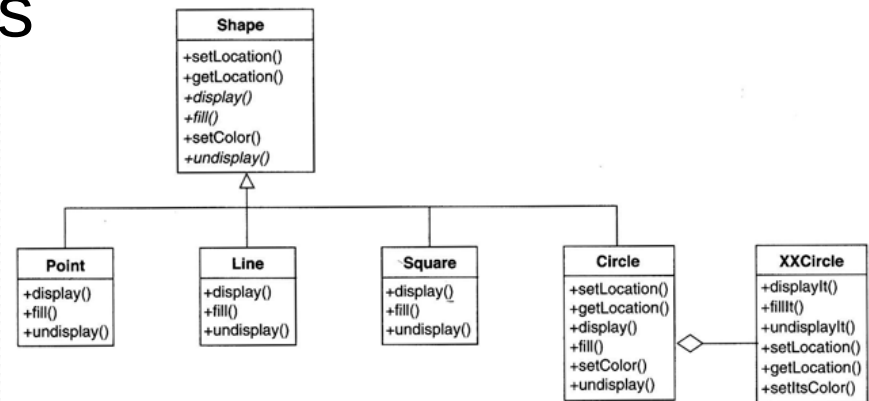 s
Shape
+setLocation()
+getLocation()
+display()
+fill()
+setColor()
+undisplay()
Point
+display()
+fill()
+undisplay()
Line
+display()
+fill()
+undisplay()
Square
+display()
+fill()
+undisplay()
Circle
+setLocation()
+getLocation()
+display()
+fill()
+setColor()
+undisplay()
XXCircle
+displayIt()
+fillIt()
+undisplayIt()
+setLocation()
+getLocation()
+setItsColor()